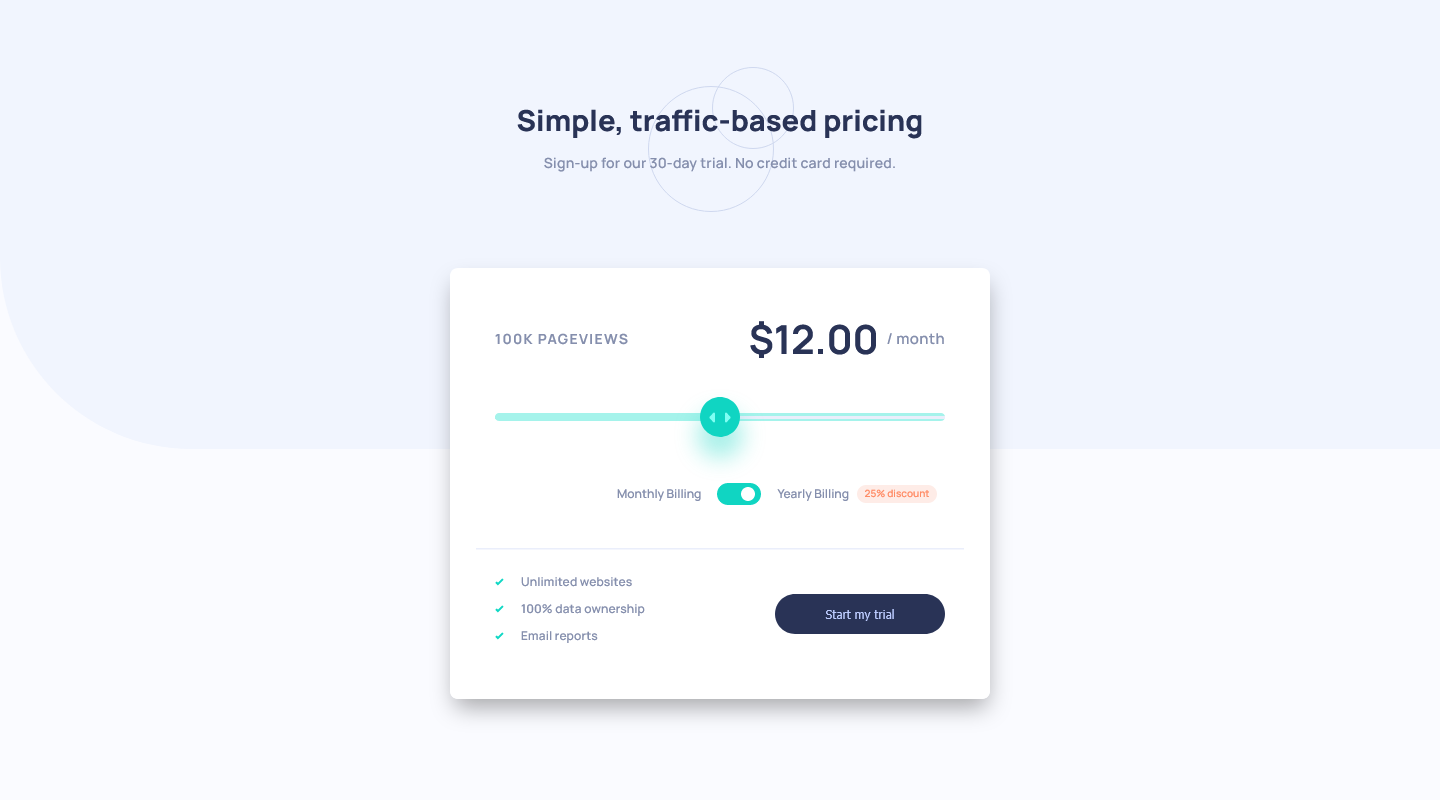 Simple, traffic-based pricing
Sign-up for our 30-day trial. No credit card required.
100K PAGEVIEWS
$12.00 / month
Monthly Billing
Yearly Billing
25% discount
Unlimited websites
100% data ownership
Email reports
Start my trial